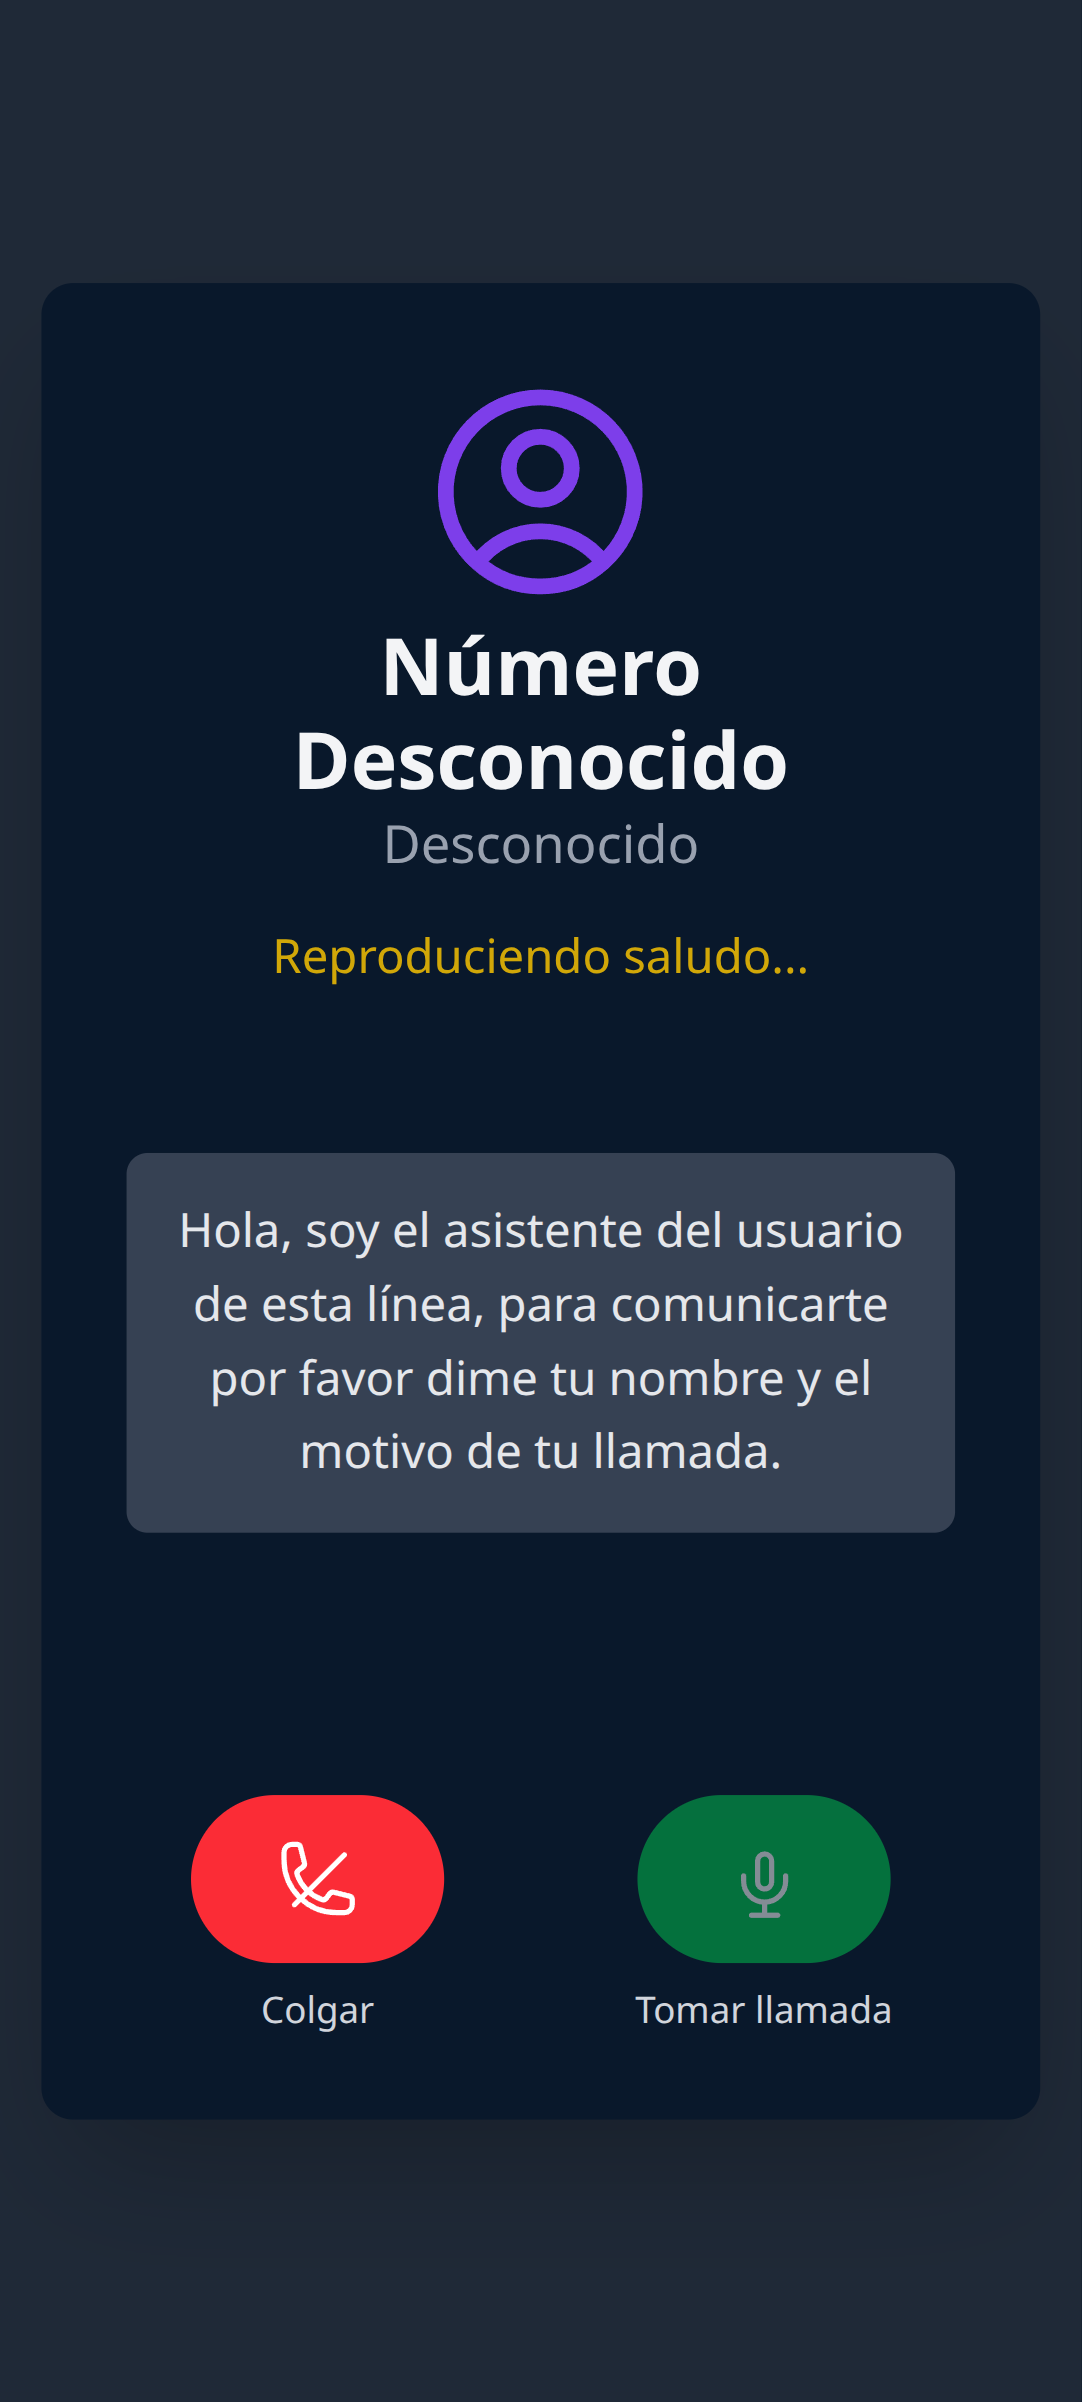 Número
Desconocido
Desconocido
Reproduciendo saludo...
Hola, soy el asistente del usuario
de esta línea, para comunicarte
por favor dime tu nombre y el
motivo de tu llamada.
Colgar
Tomar llamada